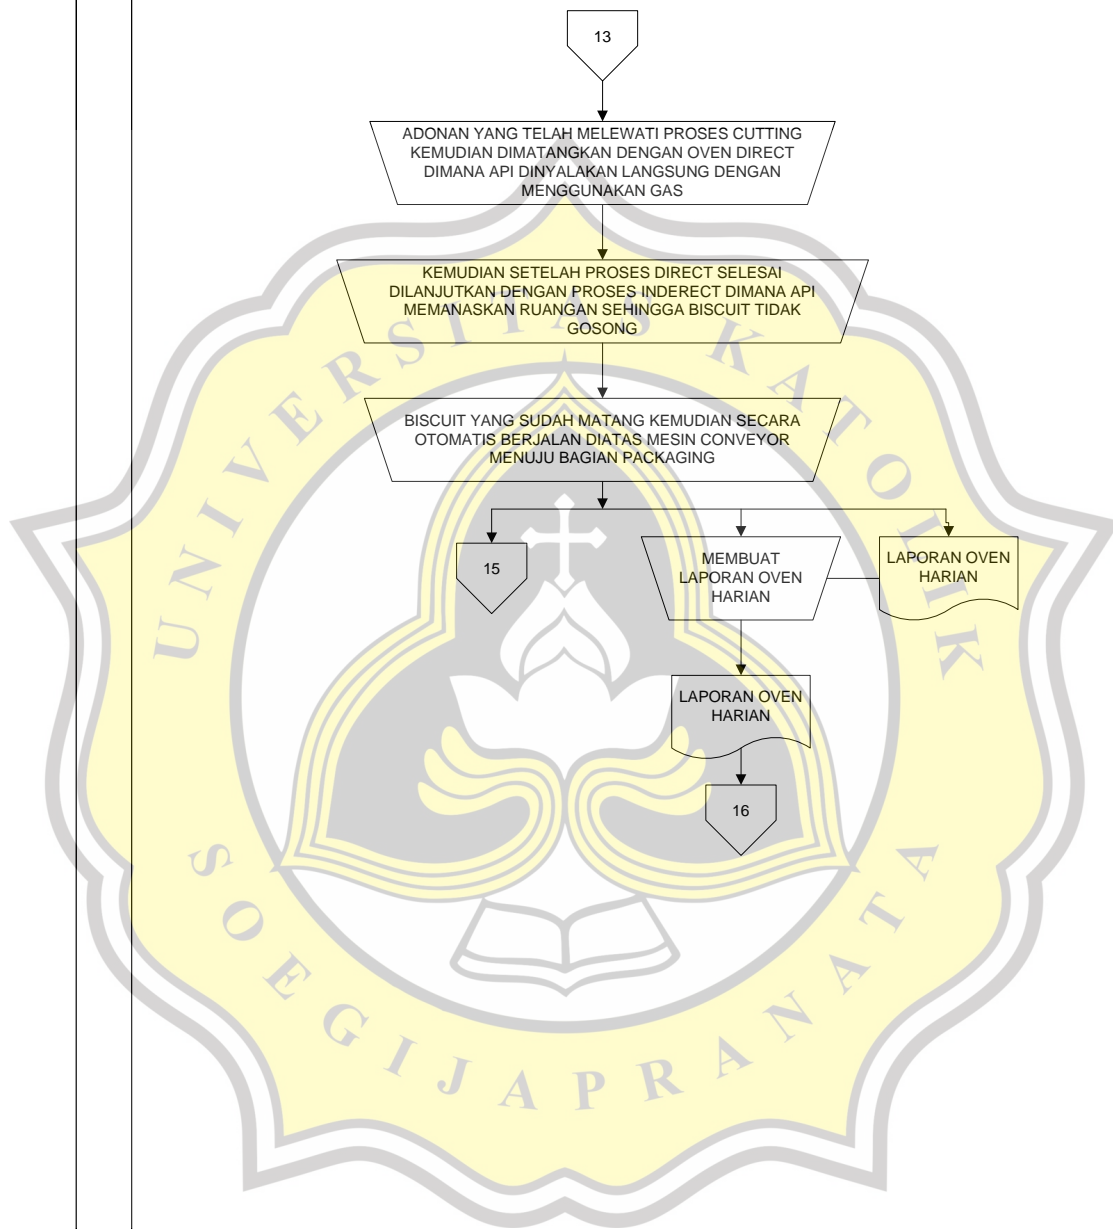 13
ADONAN YANG TELAH MELEWATI PROSES CUTTING
KEMUDIAN DIMATANGKAN DENGAN OVEN DIRECT
DIMANA API DINYALAKAN LANGSUNG DENGAN
MENGGUNAKAN GAS
KEMUDIAN SETELAH PROSES DIRECT SELESAI
DILANJUTKAN DENGAN PROSES INDERECT DIMANA API
MEMANASKAN RUANGAN SEHINGGA BISCUIT TIDAK
GOSONG
BISCUIT YANG SUDAH MATANG KEMUDIAN SECARA
OTOMATIS BERJALAN DIATAS MESIN CONVEYOR
MENUJU BAGIAN PACKAGING
15
MEMBUAT
LAPORAN OVEN
HARIAN
LAPORAN OVEN
HARIAN
LAPORAN OVEN
HARIAN
16
UNIVERSITAS KATOLIK
SOEGIJAPRANATA